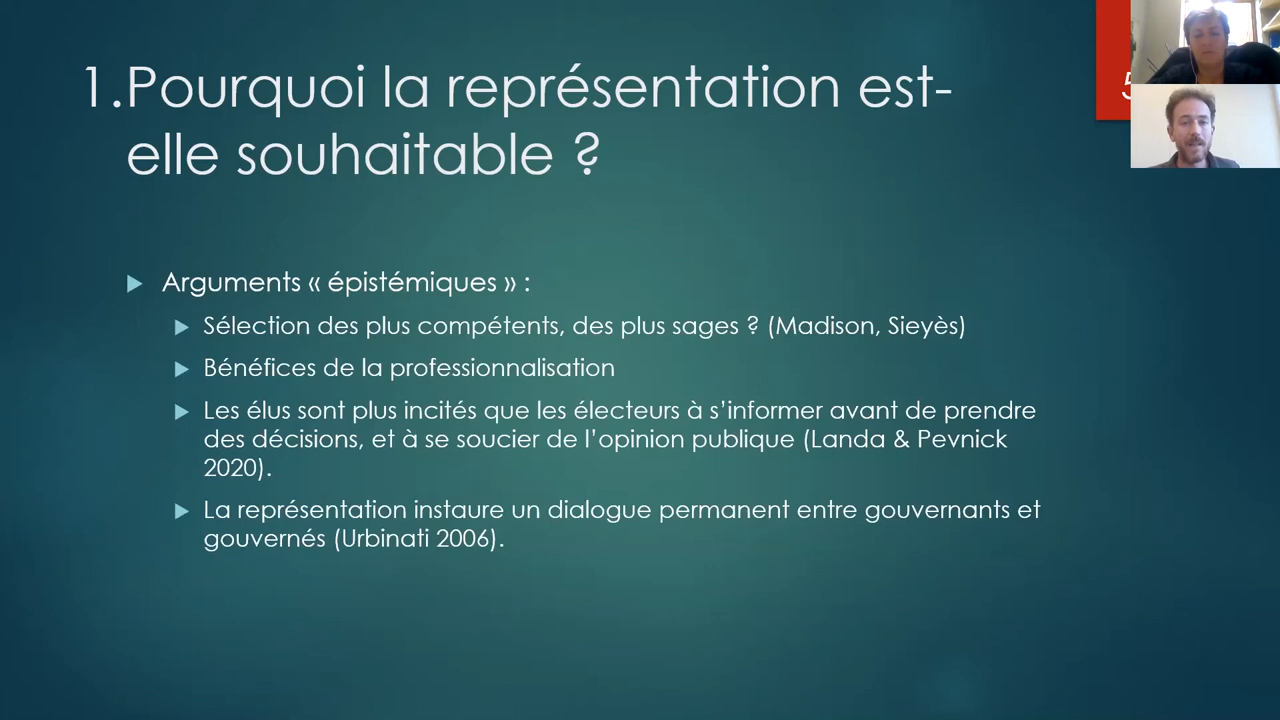 1.Pourquoi la représentation est-
elle souhaitable ?
5
Arguments « épistémiques » :
Sélection des plus compétents, des plus sages ? (Madison, Sieyès)
Bénéfices de la professionnalisation
Les élus sont plus incités que les électeurs à s’informer avant de prendre
des décisions, et à se soucier de l’opinion publique (Landa & Pevnick
2020).
La représentation instaure un dialogue permanent entre gouvernants et
gouvernés (Urbinati 2006).